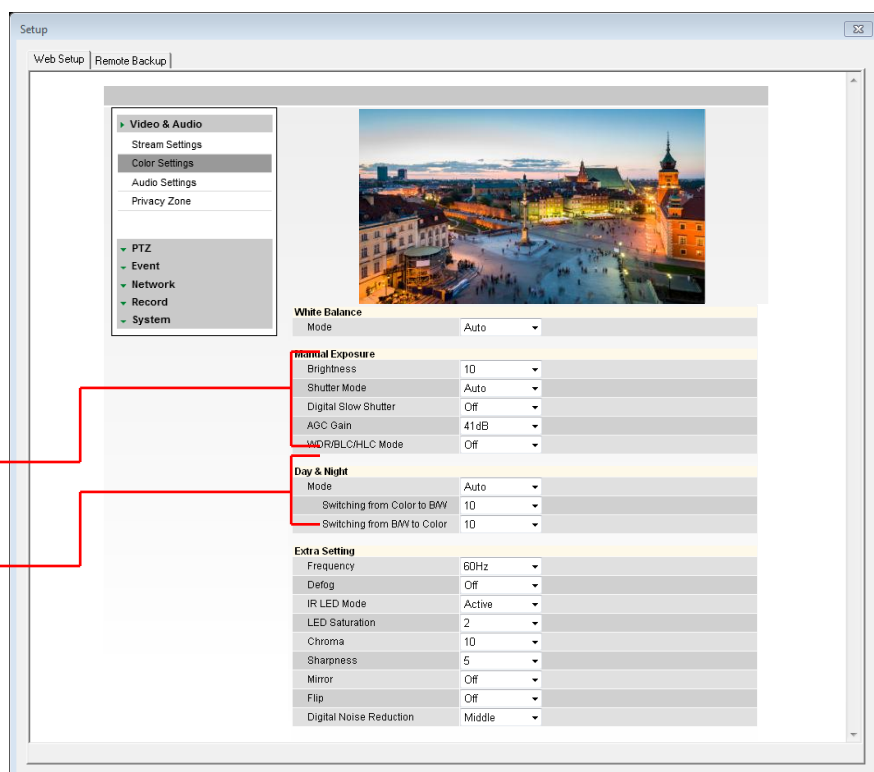 Setup
Web Setup Remote Backup
Video & Audio
Stream Settings
Color Settings
Audio Settings
Privacy Zone
PTZ
Event
Network
Record
System
White Balance
Mode Auto
Manual Exposure
Brightness 10
Shutter Mode Auto
Digital Slow Shutter Off
AGC Gain 41dB
WDR/BLC/HLC Mode Off
Day & Night
Mode Auto
Switching from Color to B/W 10
Switching from B/W to Color 10
Extra Setting
Frequency 60Hz
Defog Off
IR LED Mode Active
LED Saturation 2
Chroma 10
Sharpness 5
Mirror Off
Flip Off
Digital Noise Reduction Middle